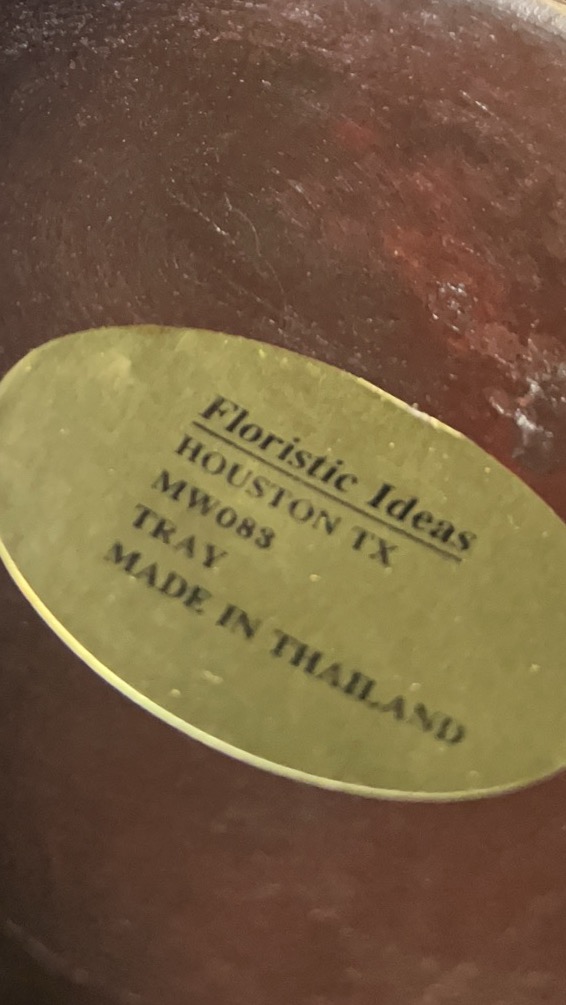 Floristic Ideas
HOUSTON TX
MW083
TRAY
MADE IN THAILAND